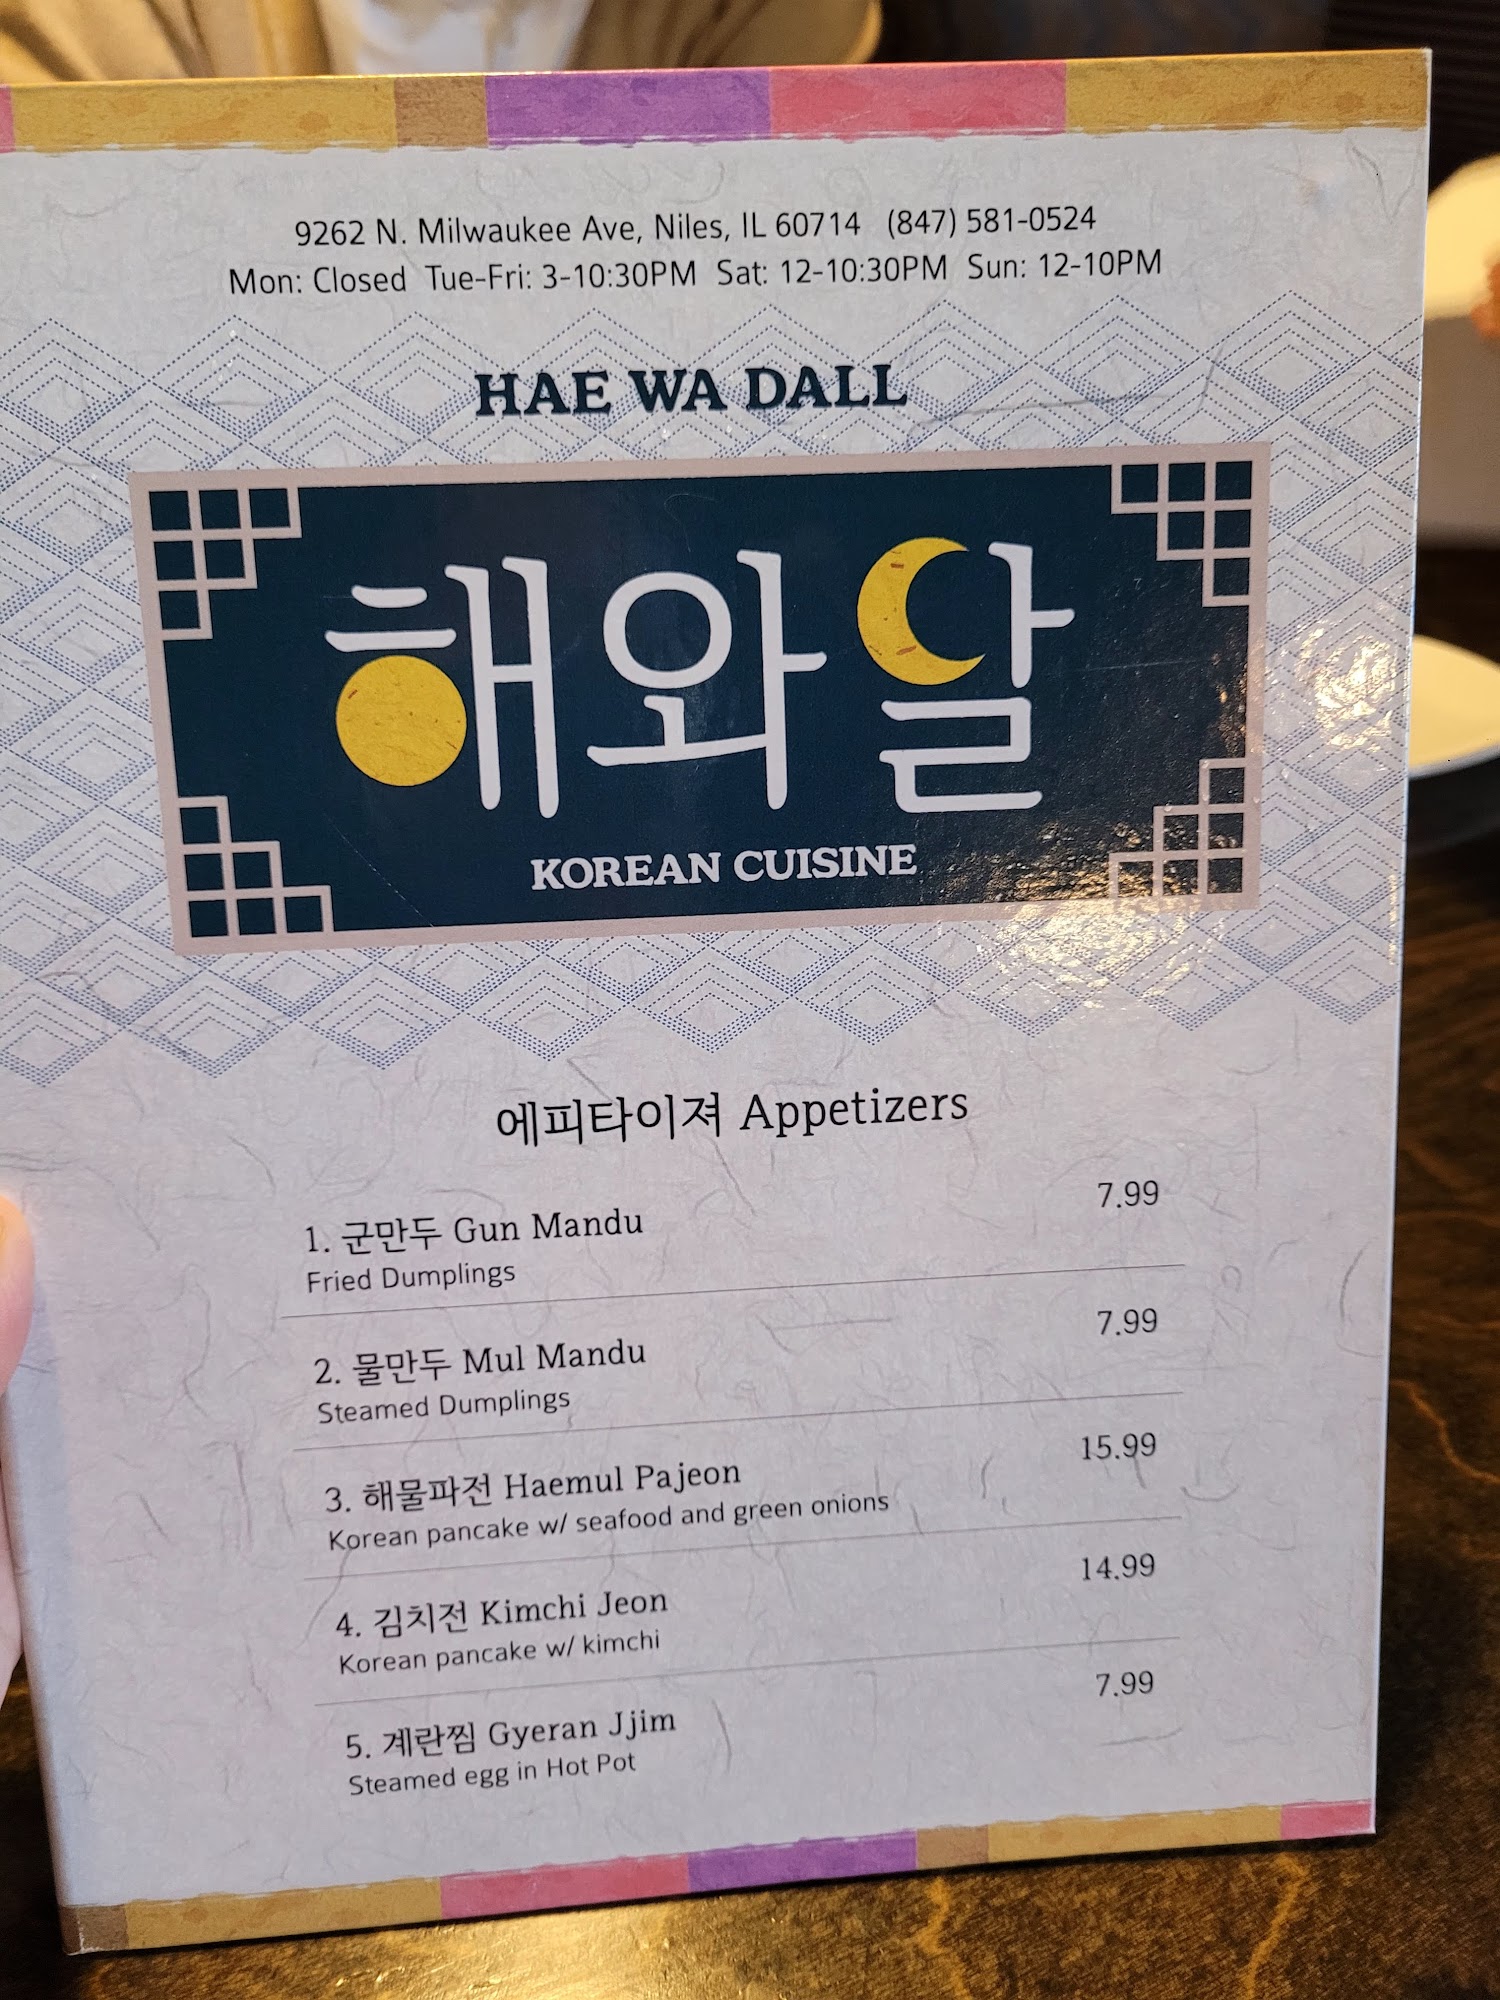 9262 N. Milwaukee Ave, Niles, IL 60714 (847) 581-0524
Mon: Closed Tue-Fri: 3-10:30PM Sat: 12-10:30PM Sun: 12-10PM
HAE WA DALL
해와달
KOREAN CUISINE
에피타이져 Appetizers
1. 군만두 Gun Mandu 7.99
Fried Dumplings
2. 물만두 Mul Mandu 7.99
Steamed Dumplings
3. 해물파전 Haemul Pajeon 15.99
Korean pancake w/ seafood and green onions
4. 김치전 Kimchi Jeon 14.99
Korean pancake w/ kimchi
5. 계란찜 Gyeran Jjim 7.99
Steamed egg in Hot Pot